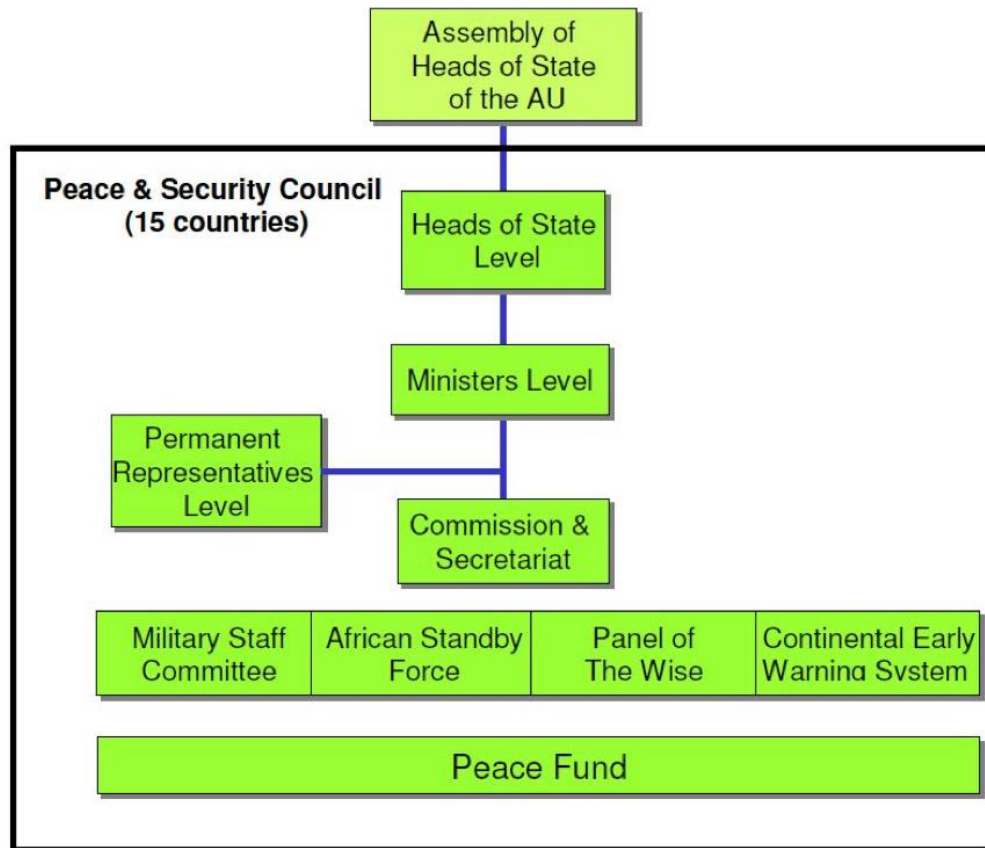 Assembly of
Heads of State
of the AU
Peace & Security Council
(15 countries)
Heads of State
Level
Ministers Level
Permanent
Representatives
Level
Commission &
Secretariat
Military Staff
Committee
African Standby
Force
Panel of
The Wise
Continental Early
Warning System
Peace Fund